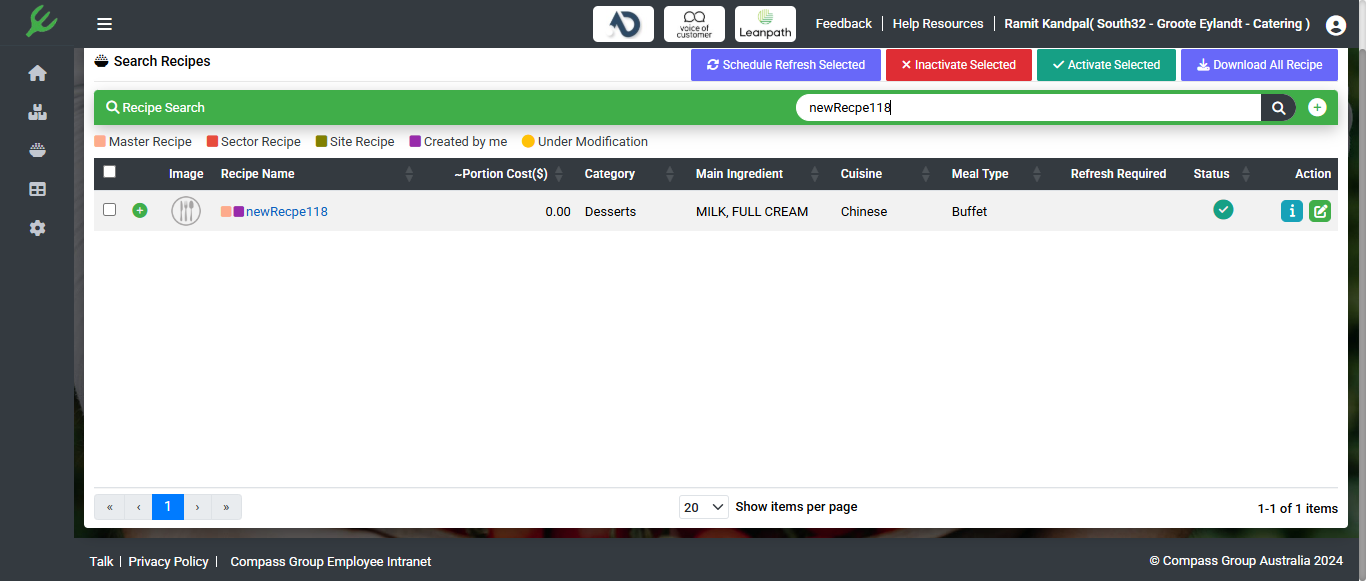 voice of customer
Leanpath
Feedback | Help Resources | Ramit Kandpal( South32 - Groote Eylandt - Catering )
Search Recipes
Schedule Refresh Selected
Inactivate Selected
Activate Selected
Download All Recipe
Recipe Search
newRecpe118
Master Recipe Sector Recipe Site Recipe Created by me Under Modification
Image Recipe Name ~Portion Cost($) Category Main Ingredient Cuisine Meal Type Refresh Required Status Action
newRecpe118 0.00 Desserts MILK, FULL CREAM Chinese Buffet
« ‹ 1 › » 20 Show items per page 1-1 of 1 items
Talk | Privacy Policy | Compass Group Employee Intranet © Compass Group Australia 2024